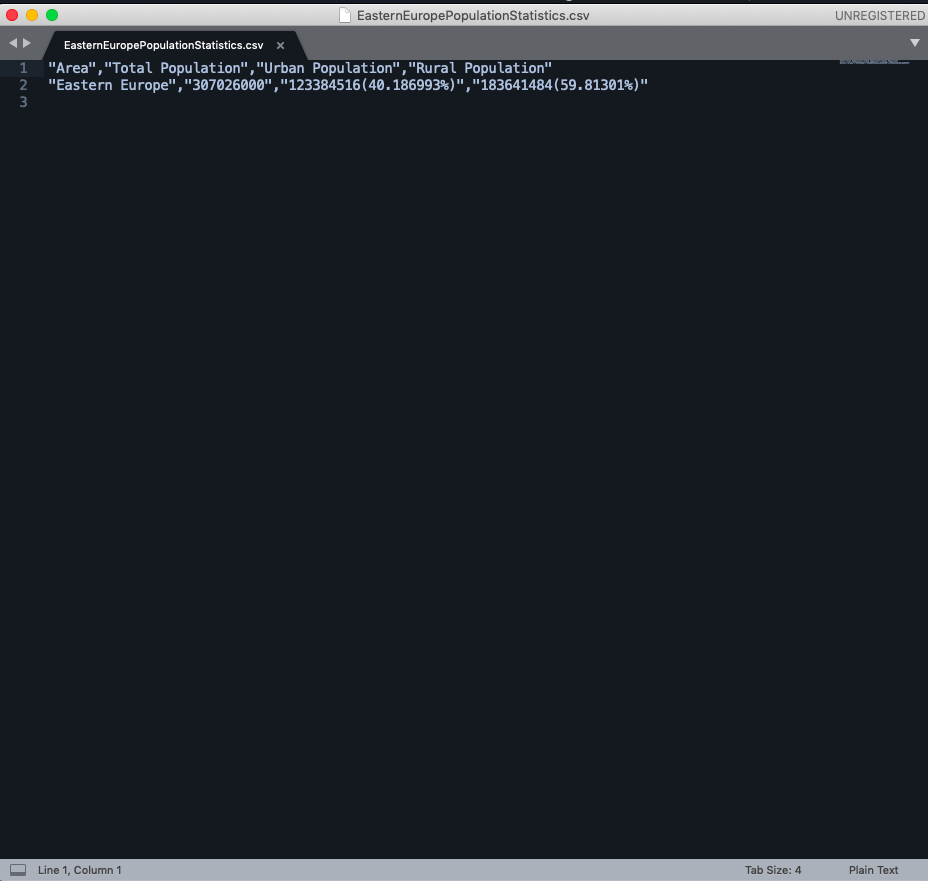 EasternEuropePopulationStatistics.csv
UNREGISTERED
EasternEuropePopulationStatistics.csv ×
1 "Area","Total Population","Urban Population","Rural Population"
2 "Eastern Europe","307026000","123384516(40.186993%)","183641484(59.81301%)"
3
Line 1, Column 1
Tab Size: 4
Plain Text